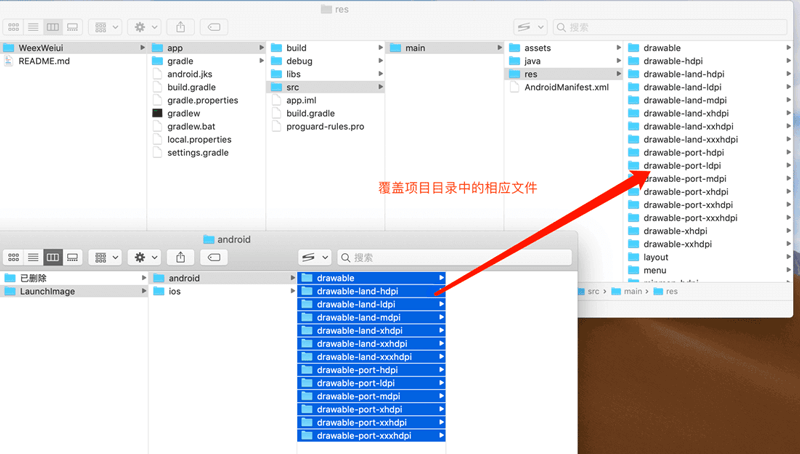 res
搜索
WeexWeiui
README.md
app
gradle
android.jks
build.gradle
gradle.properties
gradlew
gradlew.bat
local.properties
settings.gradle
build
debug
libs
src
app.iml
build.gradle
proguard-rules.pro
main
assets
java
res
AndroidManifest.xml
drawable
drawable-hdpi
drawable-land-hdpi
drawable-land-ldpi
drawable-land-mdpi
drawable-land-xhdpi
drawable-land-xxhdpi
drawable-land-xxxhdpi
drawable-port-hdpi
drawable-port-ldpi
drawable-port-mdpi
drawable-port-xhdpi
drawable-port-xxhdpi
drawable-port-xxxhdpi
drawable-xhdpi
drawable-xxhdpi
layout
menu
src
main
res
覆盖项目目录中的相应文件
android
搜索
已删除
LaunchImage
android
ios
drawable
drawable-land-hdpi
drawable-land-ldpi
drawable-land-mdpi
drawable-land-xhdpi
drawable-land-xxhdpi
drawable-land-xxxhdpi
drawable-port-hdpi
drawable-port-ldpi
drawable-port-mdpi
drawable-port-xhdpi
drawable-port-xxhdpi
drawable-port-xxxhdpi